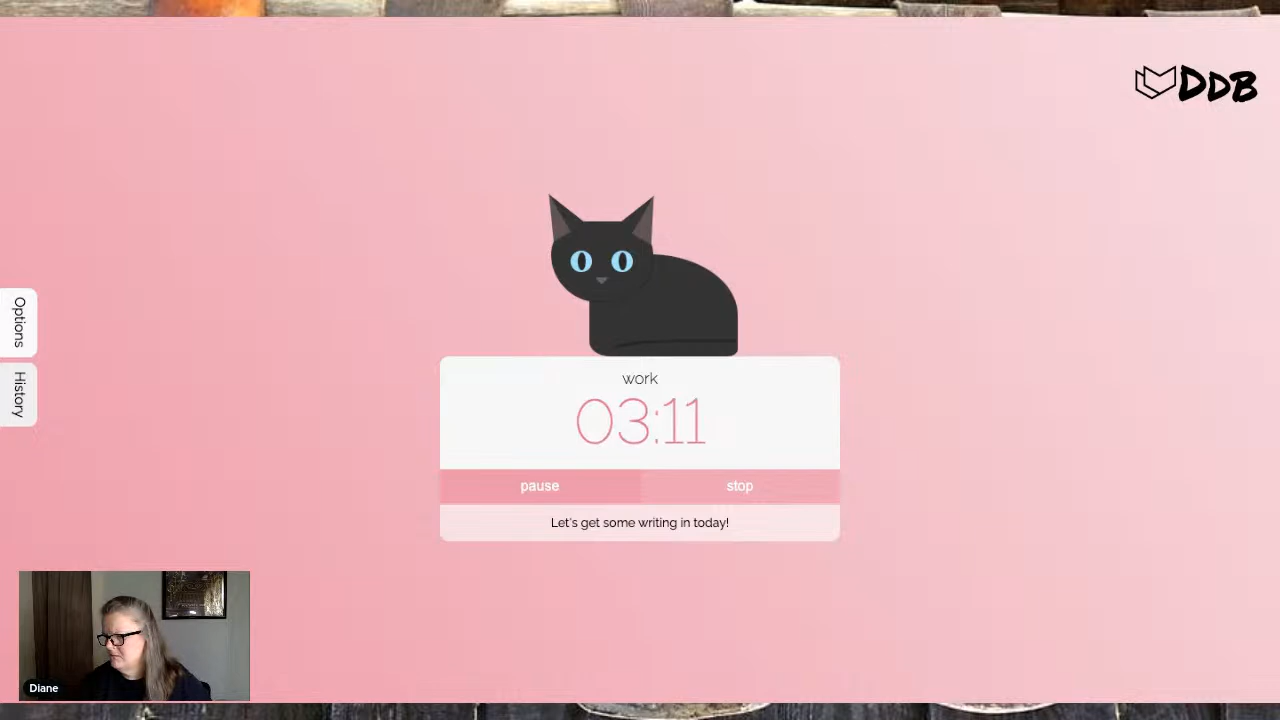 DDB
Options
History
work
03:11
pause stop
Let's get some writing in today!
Diane